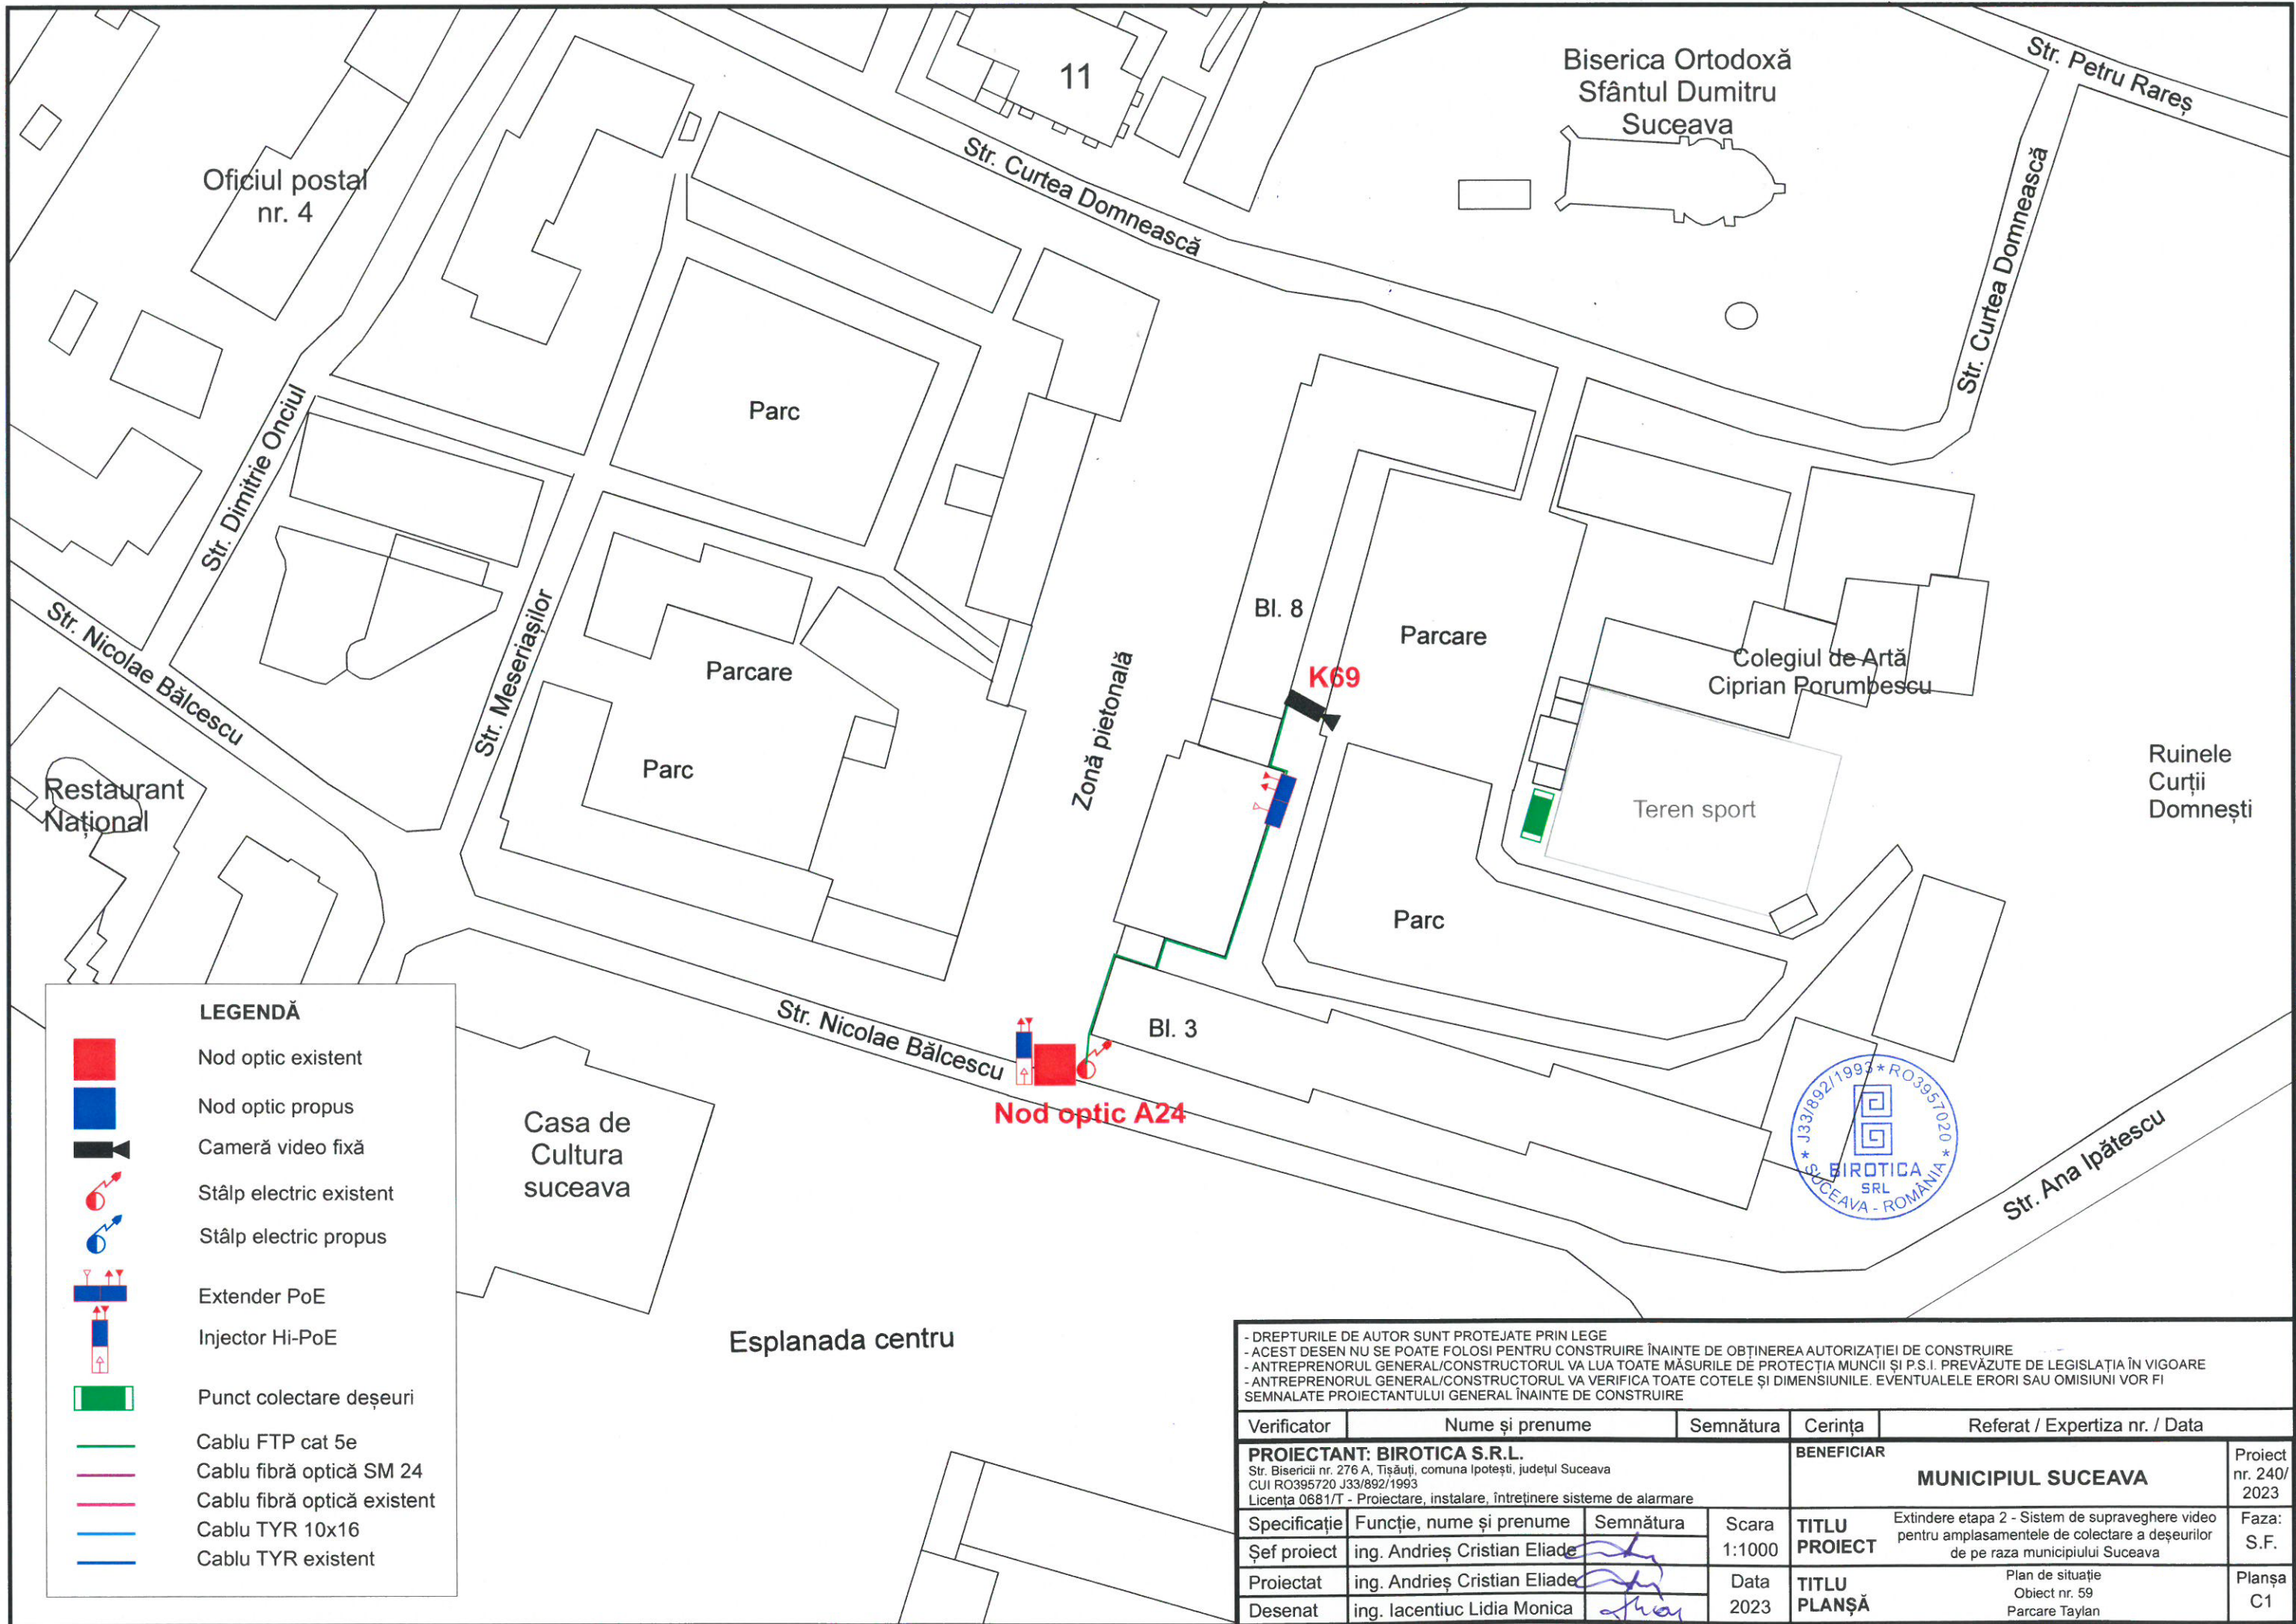 11
Biserica Ortodoxă
Sfântul Dumitru
Suceava
Str. Petru Rareș
Str. Curtea Domnească
Str. Curtea Domnească
Oficiul postal
nr. 4
Parc
Str. Dimitrie Onciul
Str. Nicolae Bălcescu
Str. Meseriașilor
Parcare
Parc
Zonă pietonală
Bl. 8
K69
Parcare
Colegiul de Artă
Ciprian Porumbescu
Teren sport
Ruinele
Curții
Domnești
Restaurant
Național
Parc
Bl. 3
Str. Nicolae Bălcescu
Nod optic A24
Casa de
Cultura
suceava
Esplanada centru
Str. Ana Ipătescu
* J33/892/1993 * RO3957020 *
BIROTICA
SRL
SUCEAVA - ROMÂNIA
LEGENDĂ
Nod optic existent
Nod optic propus
Cameră video fixă
Stâlp electric existent
Stâlp electric propus
Extender PoE
Injector Hi-PoE
Punct colectare deșeuri
Cablu FTP cat 5e
Cablu fibră optică SM 24
Cablu fibră optică existent
Cablu TYR 10x16
Cablu TYR existent
- DREPTURILE DE AUTOR SUNT PROTEJATE PRIN LEGE
- ACEST DESEN NU SE POATE FOLOSI PENTRU CONSTRUIRE ÎNAINTE DE OBȚINEREA AUTORIZAȚIEI DE CONSTRUIRE
- ANTREPRENORUL GENERAL/CONSTRUCTORUL VA LUA TOATE MĂSURILE DE PROTECȚIA MUNCII ȘI P.S.I. PREVĂZUTE DE LEGISLAȚIA ÎN VIGOARE
- ANTREPRENORUL GENERAL/CONSTRUCTORUL VA VERIFICA TOATE COTELE ȘI DIMENSIUNILE. EVENTUALELE ERORI SAU OMISIUNI VOR FI
SEMNALATE PROIECTANTULUI GENERAL ÎNAINTE DE CONSTRUIRE
Verificator Nume și prenume Semnătura Cerința Referat / Expertiza nr. / Data
PROIECTANT: BIROTICA S.R.L.
Str. Bisericii nr. 276 A, Tișăuți, comuna Ipotești, județul Suceava
CUI RO395720 J33/892/1993
Licența 0681/T - Proiectare, instalare, întreținere sisteme de alarmare
BENEFICIAR
MUNICIPIUL SUCEAVA
Proiect
nr. 240/
2023
Specificație Funcție, nume și prenume Semnătura
Șef proiect ing. Andrieș Cristian Eliade
Proiectat ing. Andrieș Cristian Eliade
Desenat ing. Iacentiuc Lidia Monica
Scara
1:1000
Data
2023
TITLU
PROIECT
Extindere etapa 2 - Sistem de supraveghere video
pentru amplasamentele de colectare a deșeurilor
de pe raza municipiului Suceava
Faza:
S.F.
TITLU
PLANȘĂ
Plan de situație
Obiect nr. 59
Parcare Taylan
Planșa
C1